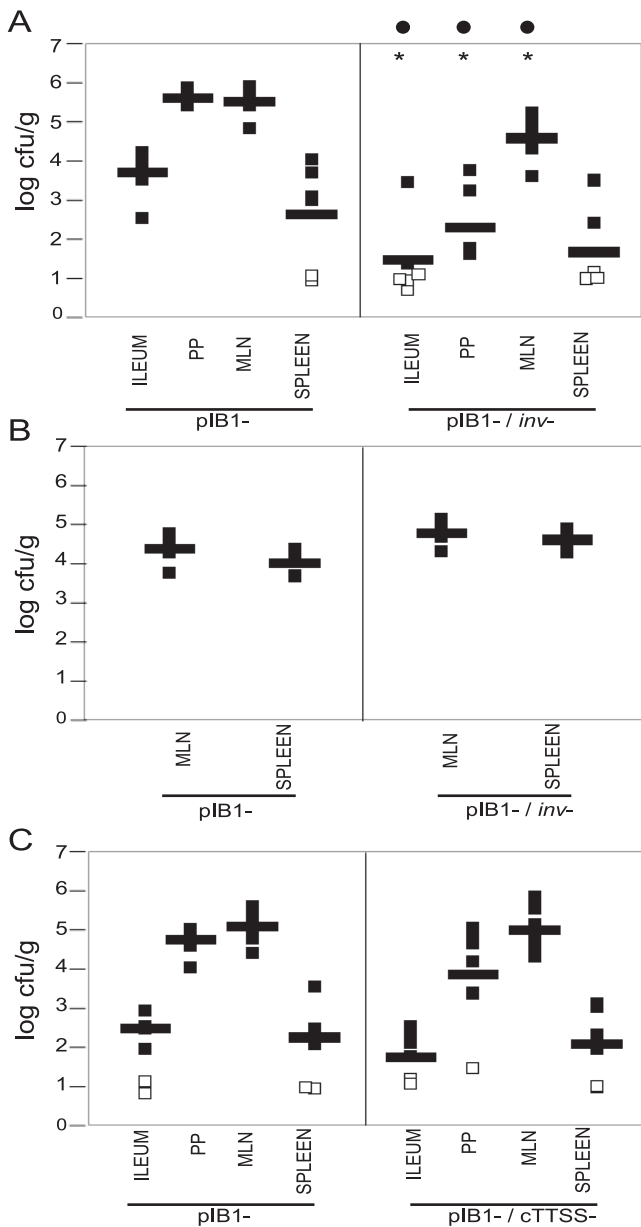 A
● ● ●
* * *
log cfu/g
7
6
5
4
3
2
1
0
ILEUM PP MLN SPLEEN ILEUM PP MLN SPLEEN
pIB1- pIB1- / inv-
B
log cfu/g
7
6
5
4
3
2
1
0
MLN SPLEEN MLN SPLEEN
pIB1- pIB1- / inv-
C
log cfu/g
7
6
5
4
3
2
1
0
ILEUM PP MLN SPLEEN ILEUM PP MLN SPLEEN
pIB1- pIB1- / cTTSS-